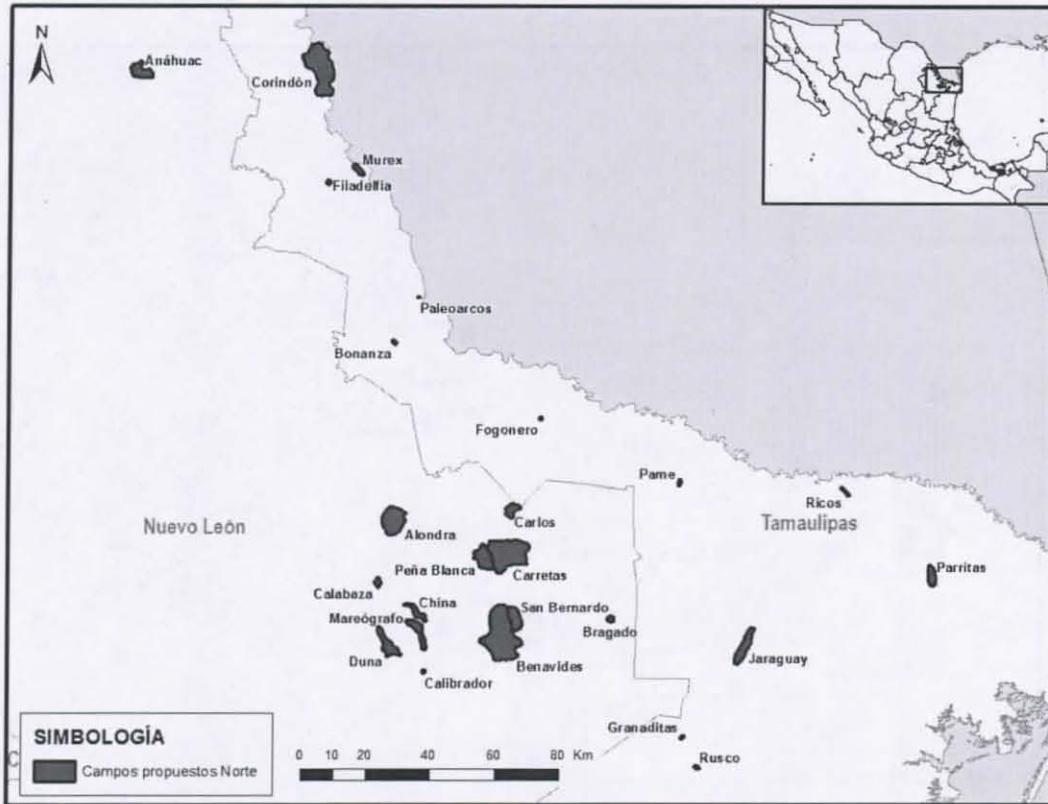 N
Anáhuac
Corindón
Murex
Filadelfia
Paleoarcos
Bonanza
Fogonero
Pame
Ricos
Nuevo León
Tamaulipas
Carlos
Alondra
Peña Blanca
Carretas
Parritas
Calabaza
China
Mareógrafo
San Bernardo
Bragado
Duna
Benavides
Jaraguay
Calibrador
Granaditas
Rusco
SIMBOLOGÍA
Campos propuestos Norte
0 10 20 40 60 80 Km